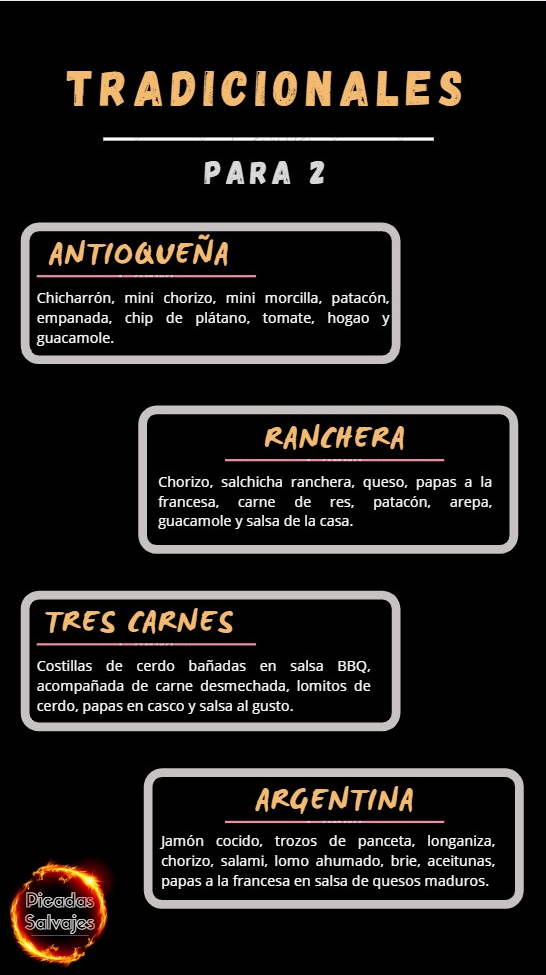 TRADICIONALES
PARA 2
ANTIOQUEÑA
Chicharrón, mini chorizo, mini morcilla, patacón,
empanada, chip de plátano, tomate, hogao y
guacamole.
RANCHERA
Chorizo, salchicha ranchera, queso, papas a la
francesa, carne de res, patacón, arepa,
guacamole y salsa de la casa.
TRES CARNES
Costillas de cerdo bañadas en salsa BBQ,
acompañada de carne desmechada, lomitos de
cerdo, papas en casco y salsa al gusto.
ARGENTINA
Jamón cocido, trozos de panceta, longaniza,
chorizo, salami, lomo ahumado, brie, aceitunas,
papas a la francesa en salsa de quesos maduros.
Picadas
Salvajes